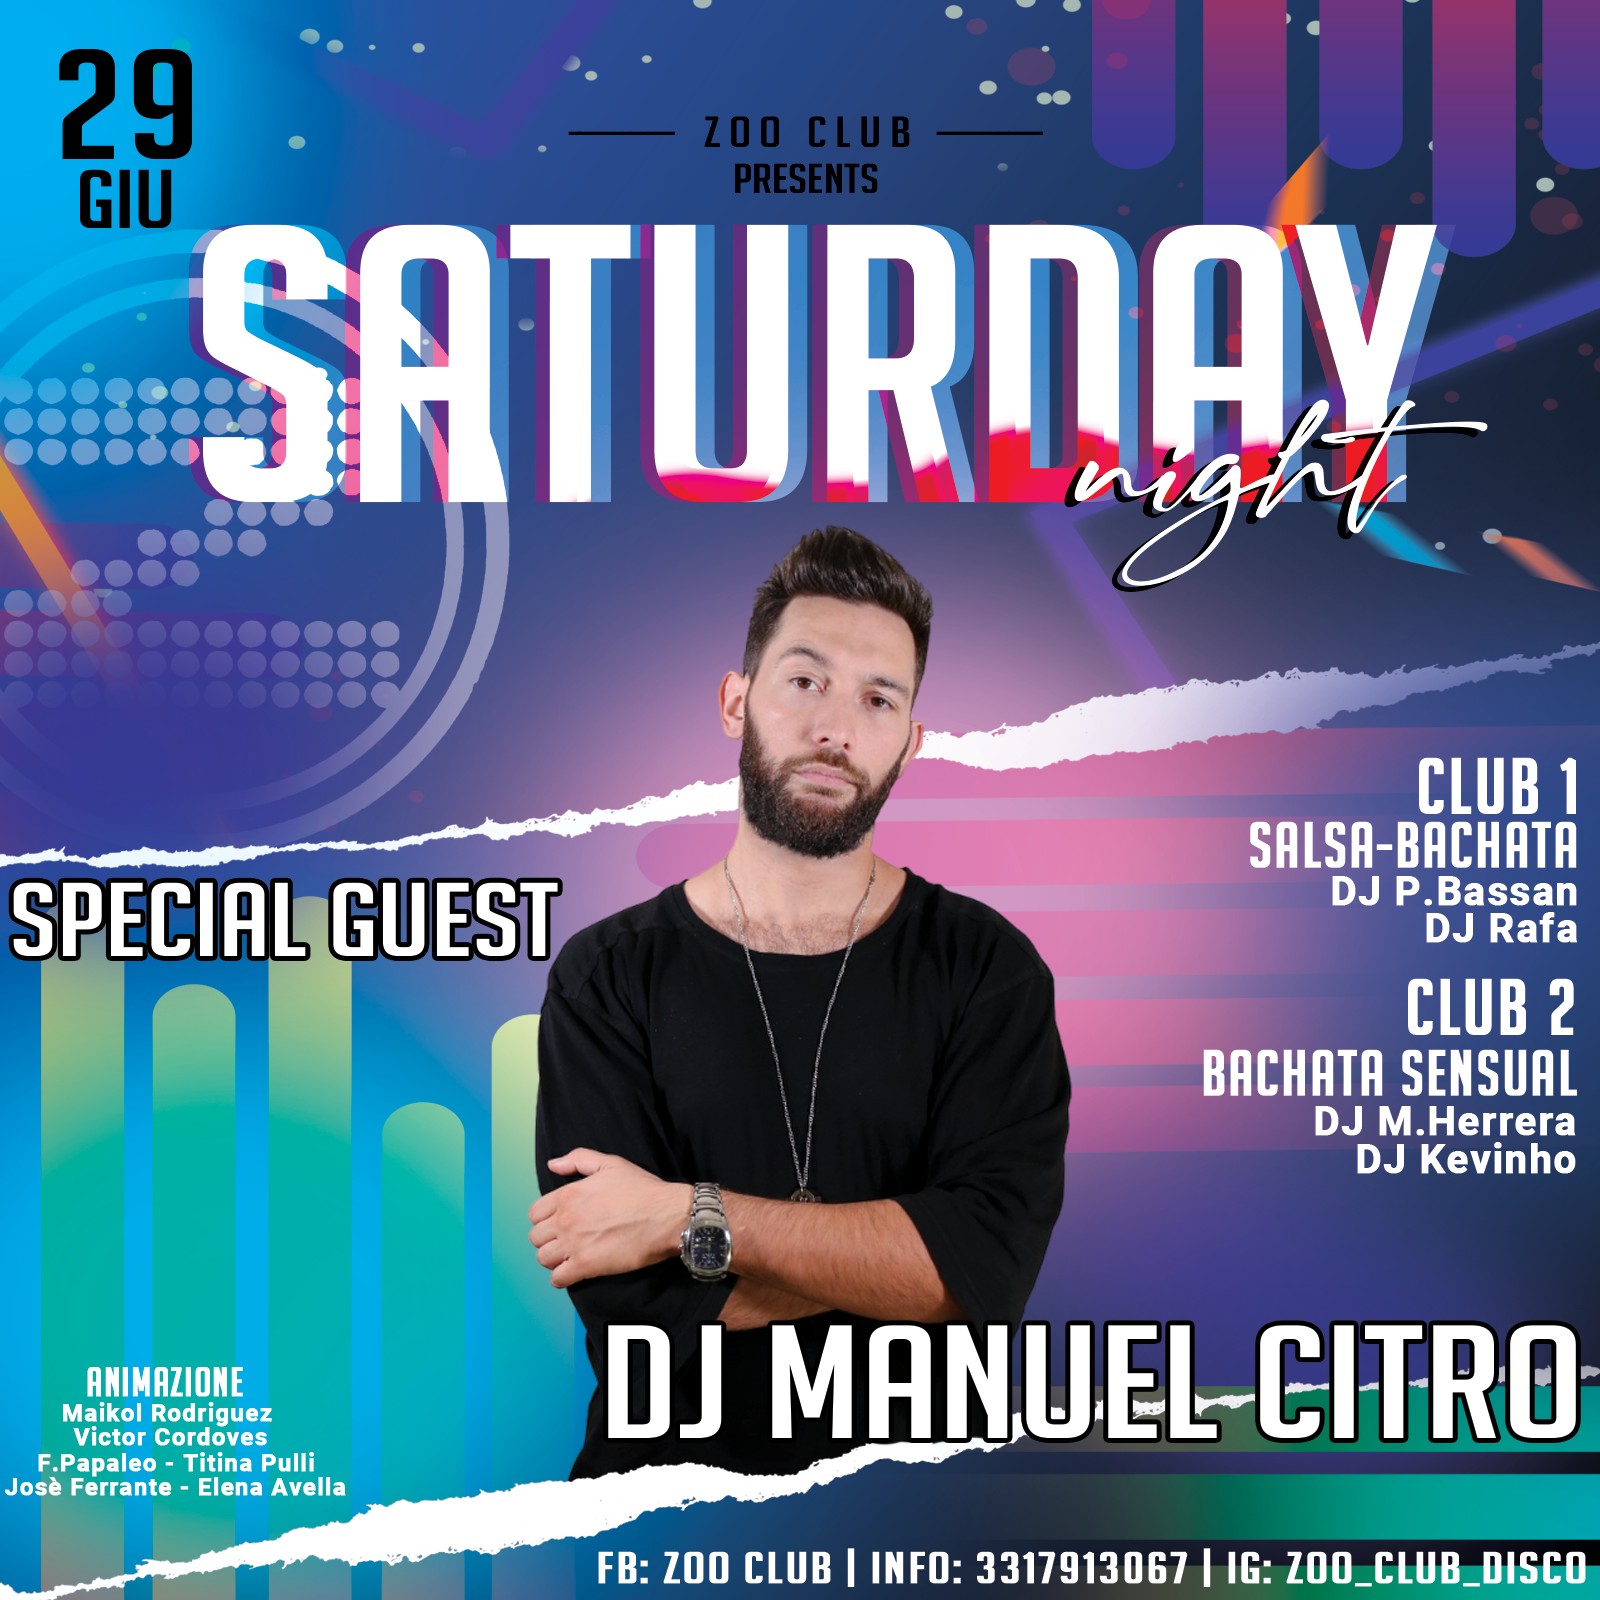 29
GIU
ZOO CLUB
PRESENTS
SATURDAY
night
SPECIAL GUEST
CLUB 1
SALSA-BACHATA
DJ P.Bassan
DJ Rafa
CLUB 2
BACHATA SENSUAL
DJ M.Herrera
DJ Kevinho
DJ MANUEL CITRO
ANIMAZIONE
Maikol Rodriguez
Victor Cordoves
F.Papaleo - Titina Pulli
Josè Ferrante - Elena Avella
FB: ZOO CLUB | INFO: 3317913067 | IG: ZOO_CLUB_DISCO